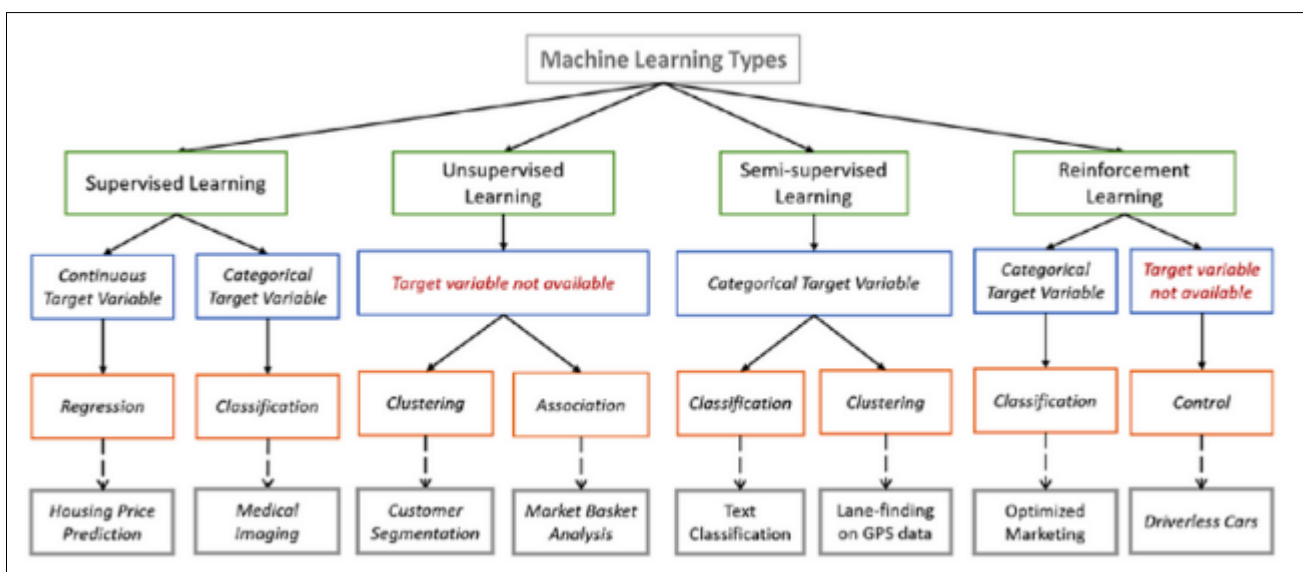 Machine Learning Types
Supervised Learning
Unsupervised
Learning
Semi-supervised
Learning
Reinforcement
Learning
Continuous
Target Variable
Categorical
Target Variable
Target variable not available
Categorical Target Variable
Categorical
Target Variable
Target variable
not available
Regression
Classification
Clustering
Association
Classification
Clustering
Classification
Control
Housing Price
Prediction
Medical
Imaging
Customer
Segmentation
Market Basket
Analysis
Text
Classification
Lane-finding
on GPS data
Optimized
Marketing
Driverless Cars